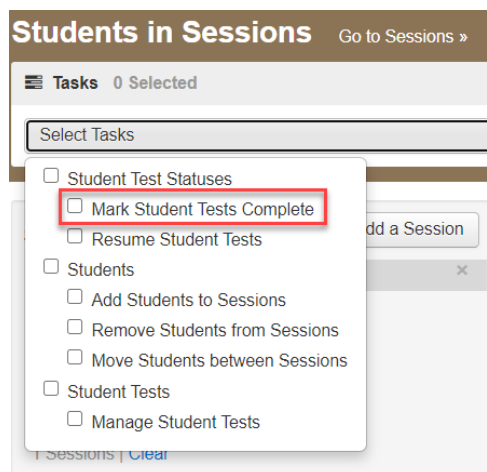 Students in Sessions Go to Sessions »
Tasks 0 Selected
Select Tasks
Student Test Statuses
Mark Student Tests Complete
Resume Student Tests
dd a Session
Students
Add Students to Sessions
Remove Students from Sessions
Move Students between Sessions
Student Tests
Manage Student Tests
1 Sessions | Clear